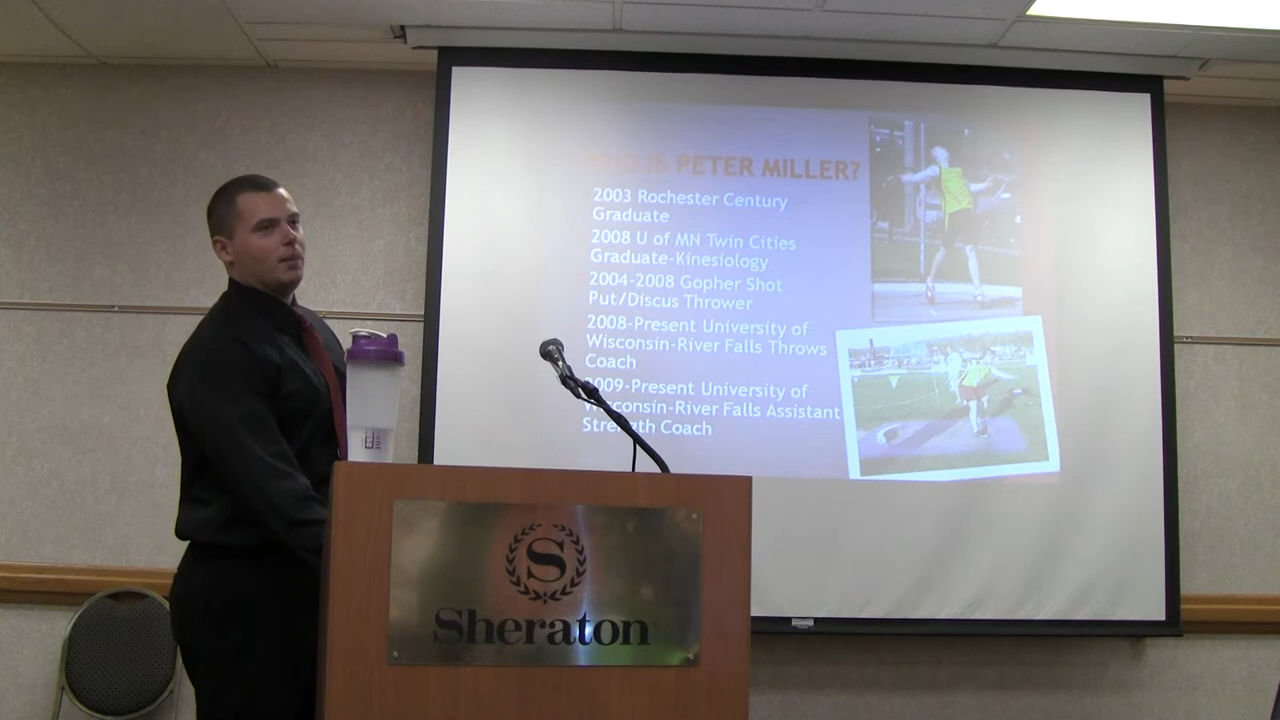 IS PETER MILLER?
2003 Rochester Century
Graduate
2008 U of MN Twin Cities
Graduate-Kinesiology
2004-2008 Gopher Shot
Put/Discus Thrower
2008-Present University of
Wisconsin-River Falls Throws
Coach
2009-Present University of
Wisconsin-River Falls Assistant
Strength Coach
S
Sheraton